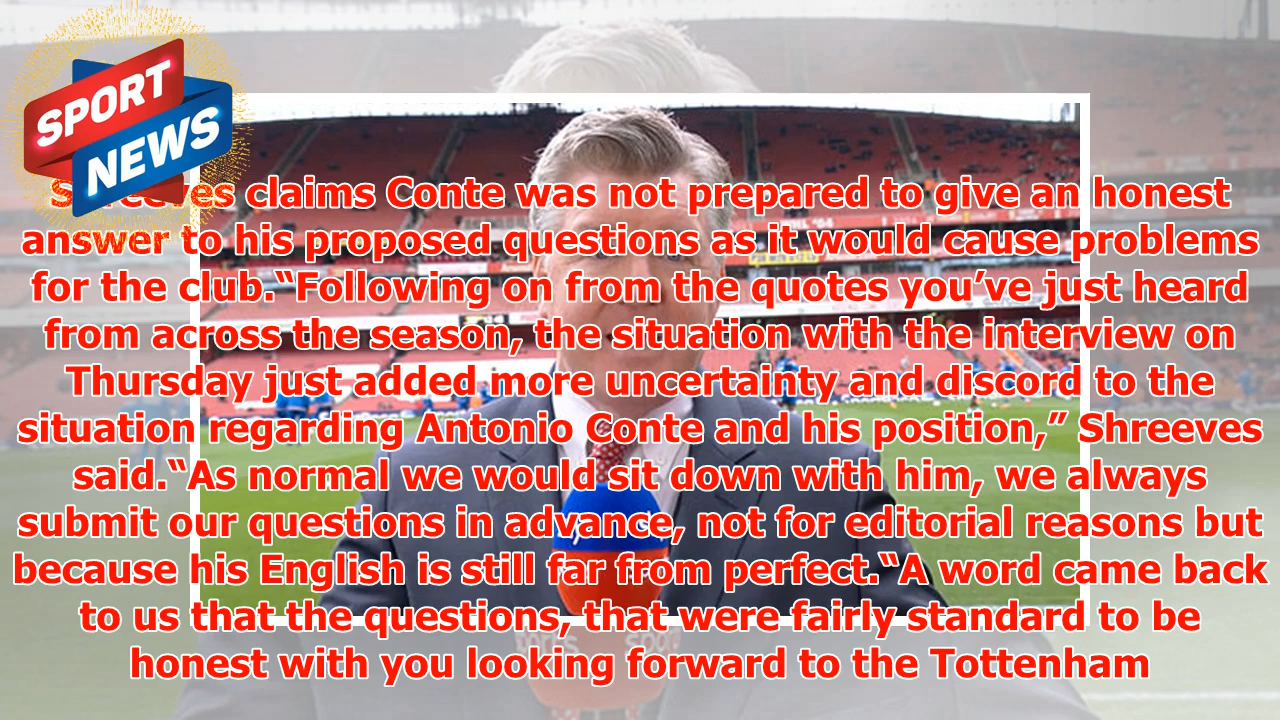 SPORT
NEWS
Shreeves claims Conte was not prepared to give an honest
answer to his proposed questions as it would cause problems
for the club.“Following on from the quotes you’ve just heard
from across the season, the situation with the interview on
Thursday just added more uncertainty and discord to the
situation regarding Antonio Conte and his position,” Shreeves
said.“As normal we would sit down with him, we always
submit our questions in advance, not for editorial reasons but
because his English is still far from perfect.“A word came back
to us that the questions, that were fairly standard to be
honest with you looking forward to the Tottenham